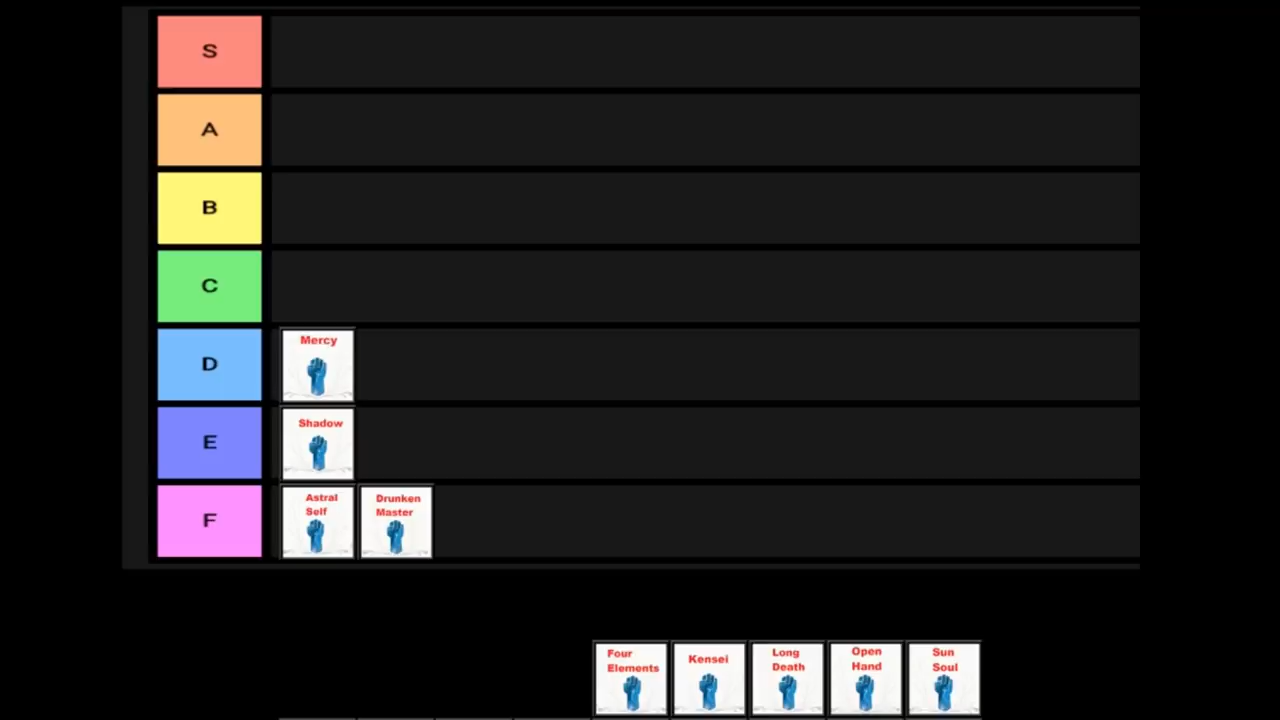 S
A
B
C
D
Mercy
E
Shadow
F
Astral
Self
Drunken
Master
Four
Elements
Kensei
Long
Death
Open
Hand
Sun
Soul